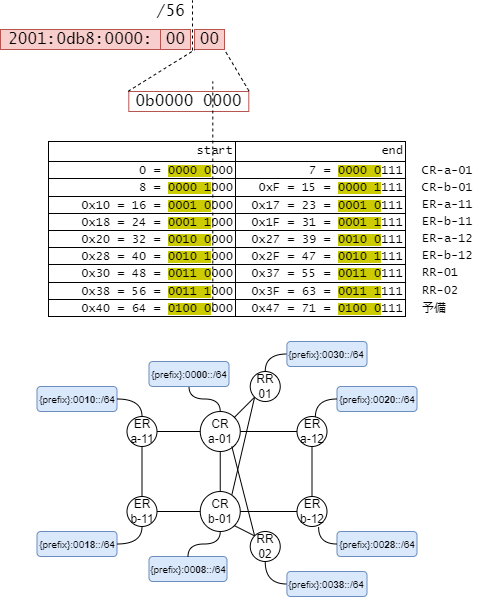 /56
2001:0db8:0000: 00 00
0b0000 0000
start end
0 = 0000 0000 7 = 0000 0111 CR-a-01
8 = 0000 1000 0xF = 15 = 0000 1111 CR-b-01
0x10 = 16 = 0001 0000 0x17 = 23 = 0001 0111 ER-a-11
0x18 = 24 = 0001 1000 0x1F = 31 = 0001 1111 ER-b-11
0x20 = 32 = 0010 0000 0x27 = 39 = 0010 0111 ER-a-12
0x28 = 40 = 0010 1000 0x2F = 47 = 0010 1111 ER-b-12
0x30 = 48 = 0011 0000 0x37 = 55 = 0011 0111 RR-01
0x38 = 56 = 0011 1000 0x3F = 63 = 0011 1111 RR-02
0x40 = 64 = 0100 0000 0x47 = 71 = 0100 0111 予備
{prefix}:0030::/64
{prefix}:0000::/64
RR
01
{prefix}:0010::/64
{prefix}:0020::/64
ER
a-11
CR
a-01
ER
a-12
ER
b-11
CR
b-01
ER
b-12
RR
02
{prefix}:0018::/64
{prefix}:0028::/64
{prefix}:0008::/64
{prefix}:0038::/64